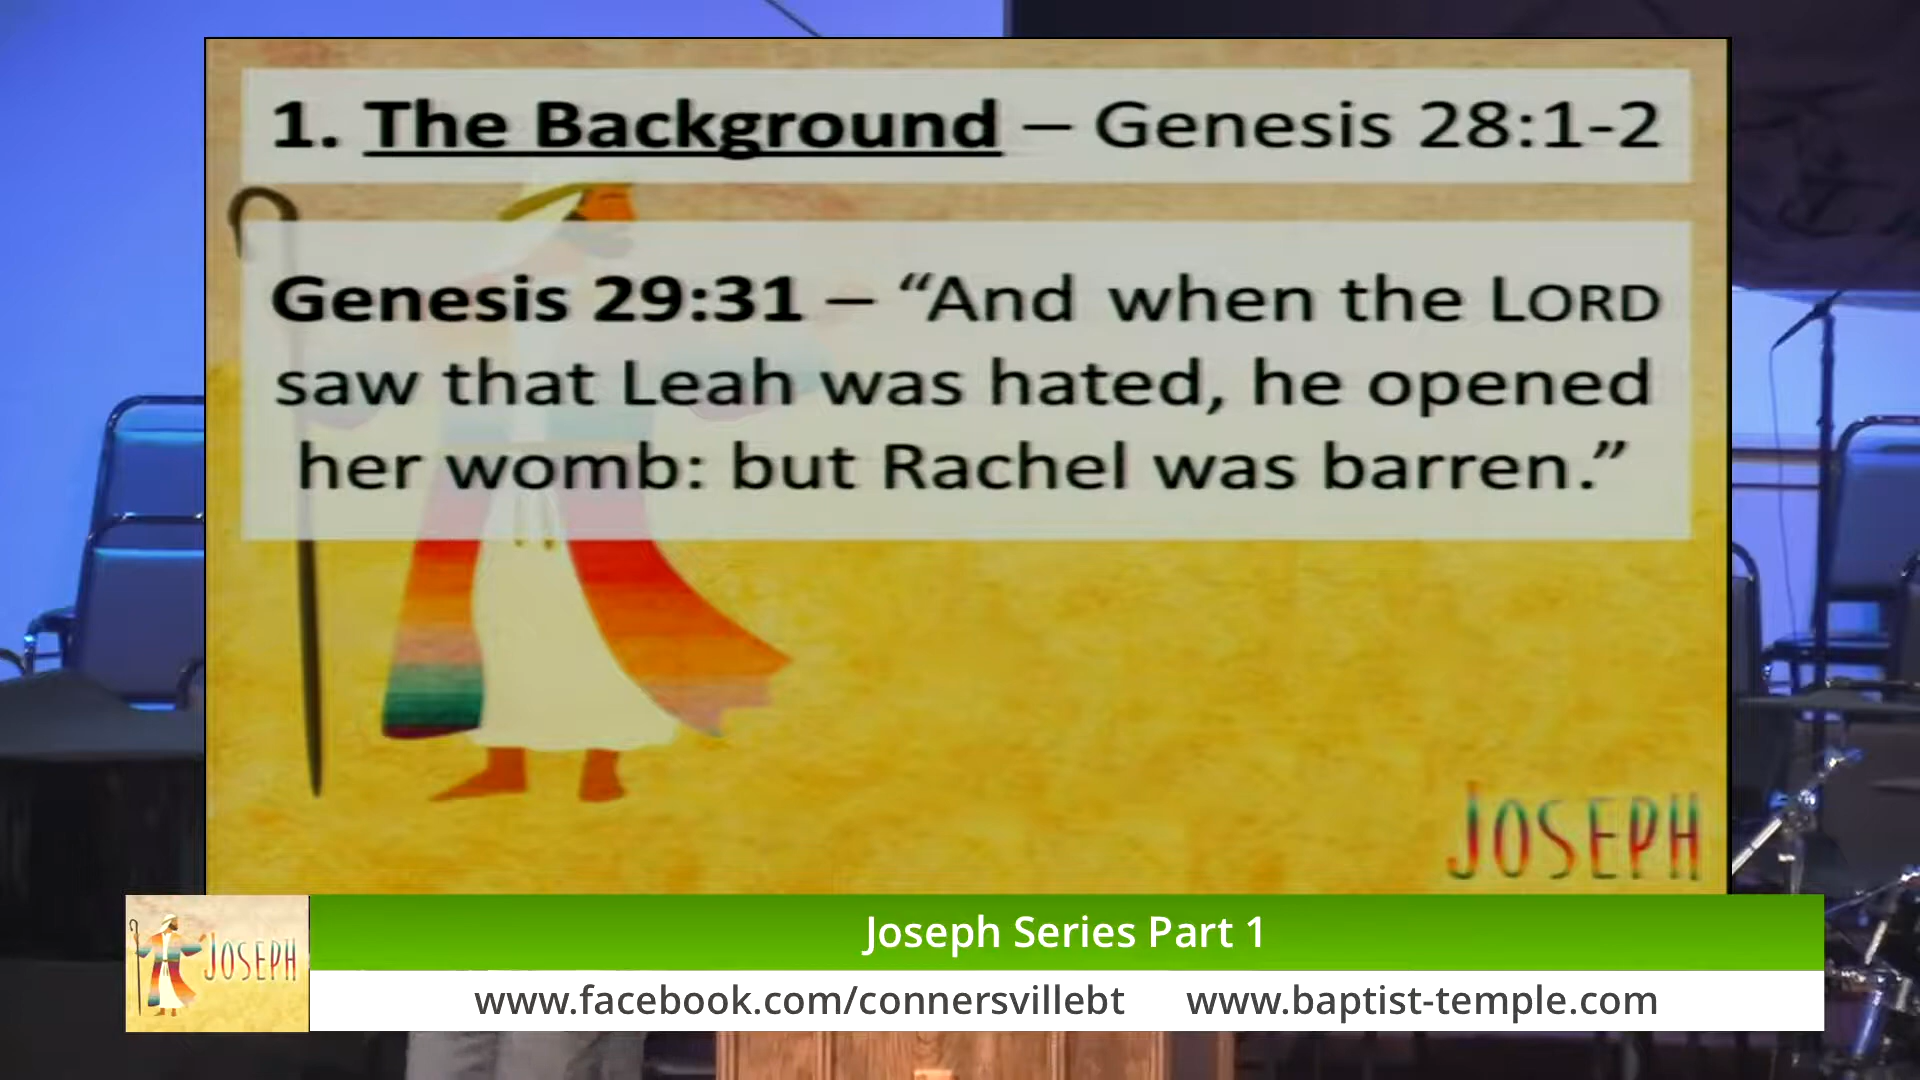 1. The Background – Genesis 28:1-2
Genesis 29:31 – “And when the LORD
saw that Leah was hated, he opened
her womb: but Rachel was barren.”
JOSEPH
JOSEPH
Joseph Series Part 1
www.facebook.com/connersvillebt www.baptist-temple.com